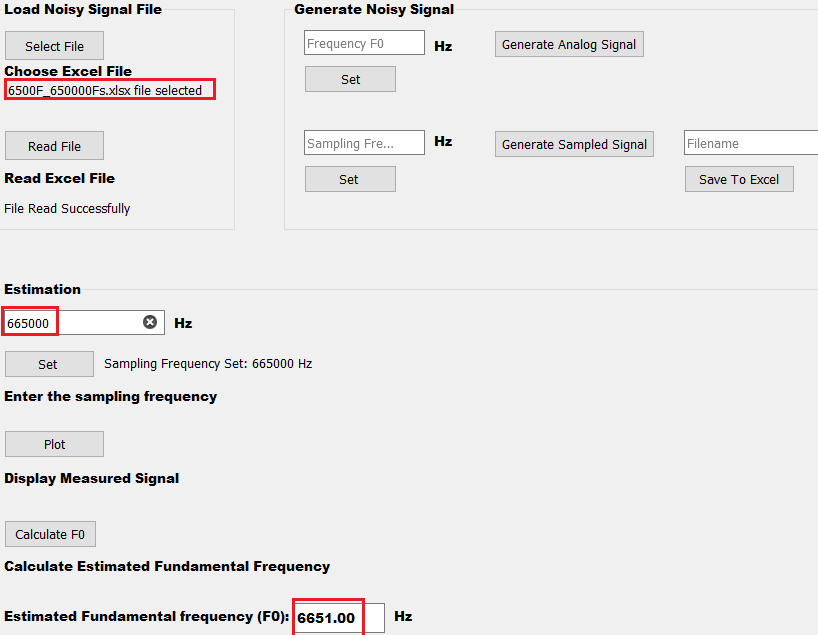 Load Noisy Signal File
Select File
Choose Excel File
6500F_650000Fs.xlsx file selected
Read File
Read Excel File
File Read Successfully
Generate Noisy Signal
Frequency F0
Hz
Generate Analog Signal
Set
Sampling Fre...
Hz
Generate Sampled Signal
Filename
Set
Save To Excel
Estimation
665000
Hz
Set
Sampling Frequency Set: 665000 Hz
Enter the sampling frequency
Plot
Display Measured Signal
Calculate F0
Calculate Estimated Fundamental Frequency
Estimated Fundamental frequency (F0): 6651.00 Hz